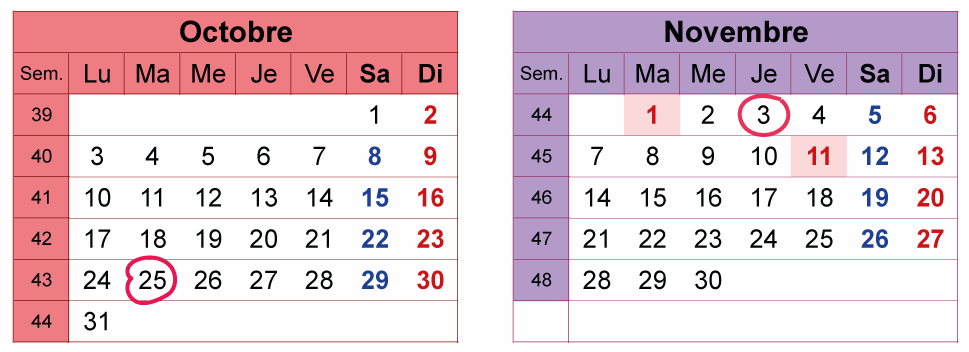 Octobre
Sem. Lu Ma Me Je Ve Sa Di
39 1 2
40 3 4 5 6 7 8 9
41 10 11 12 13 14 15 16
42 17 18 19 20 21 22 23
43 24 25 26 27 28 29 30
44 31
Novembre
Sem. Lu Ma Me Je Ve Sa Di
44 1 2 3 4 5 6
45 7 8 9 10 11 12 13
46 14 15 16 17 18 19 20
47 21 22 23 24 25 26 27
48 28 29 30